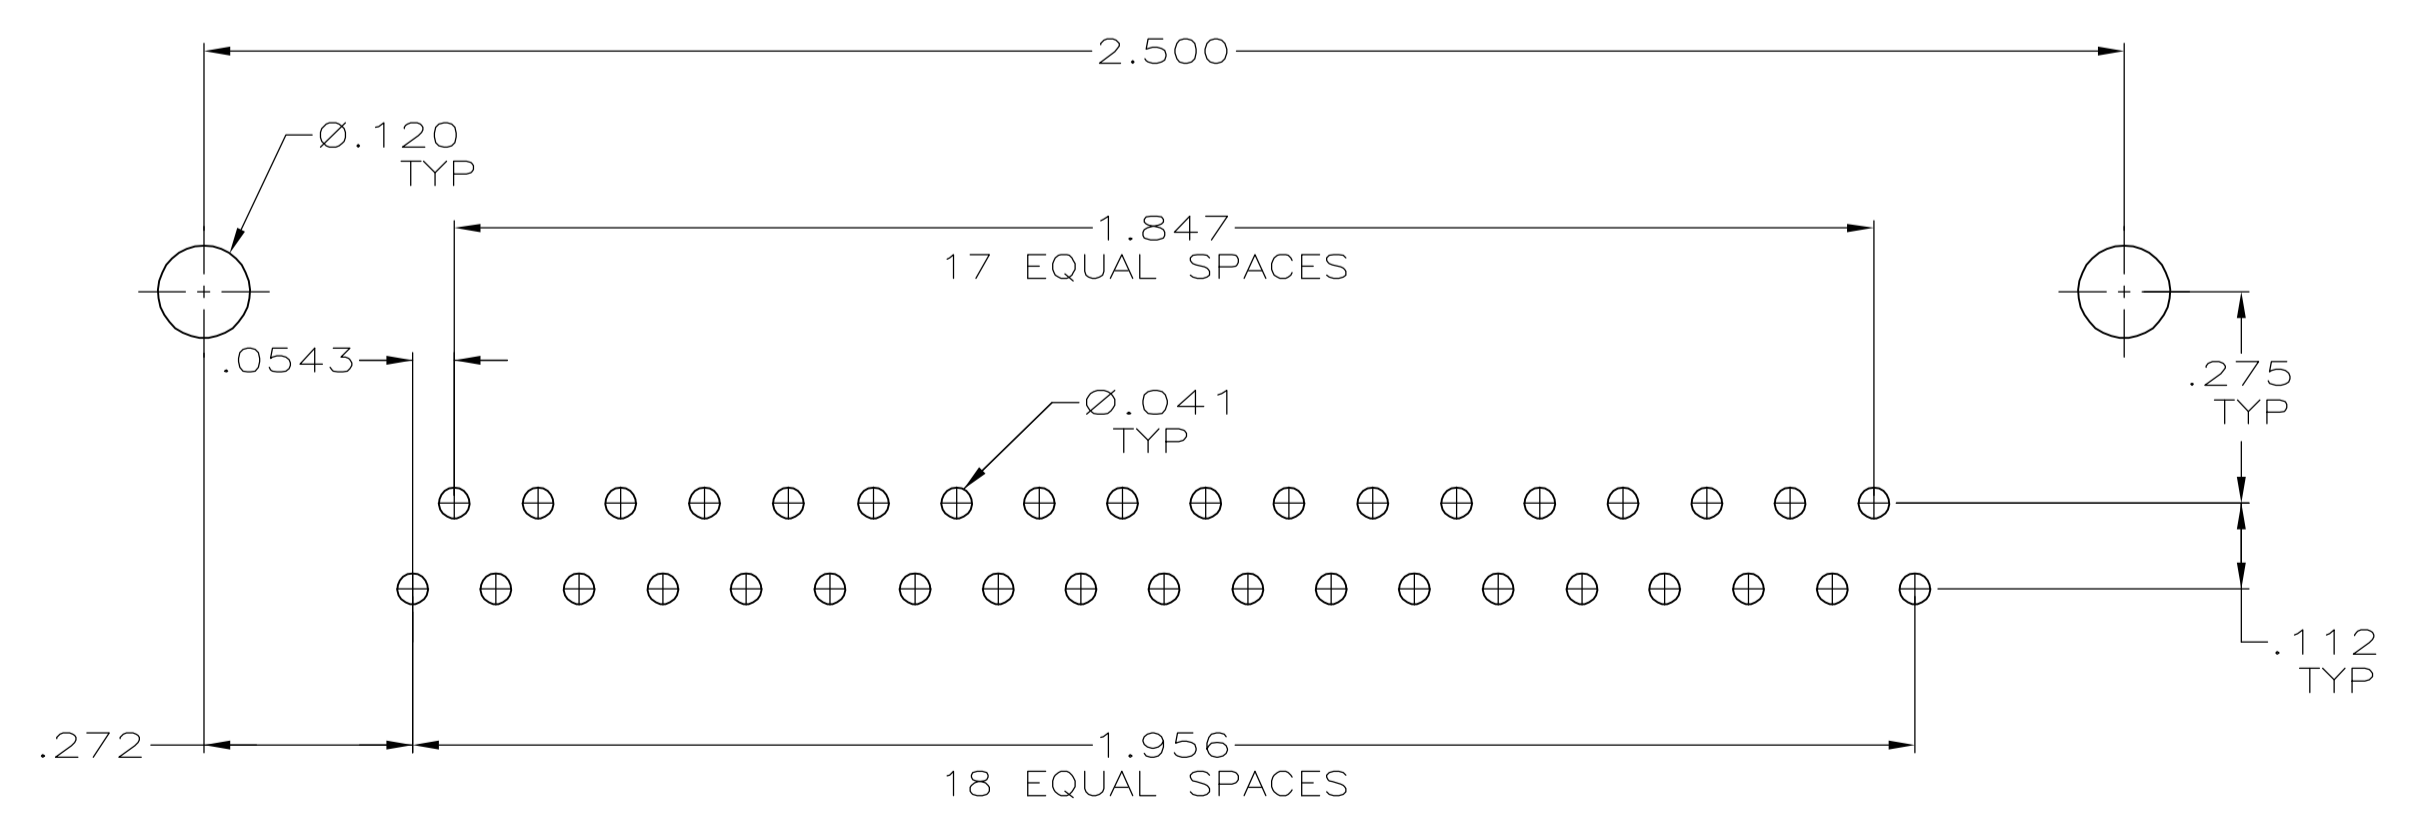 2.500
Ø.120
TYP
1.847
17 EQUAL SPACES
.0543
.275
TYP
Ø.041
TYP
.112
TYP
.272
1.956
18 EQUAL SPACES